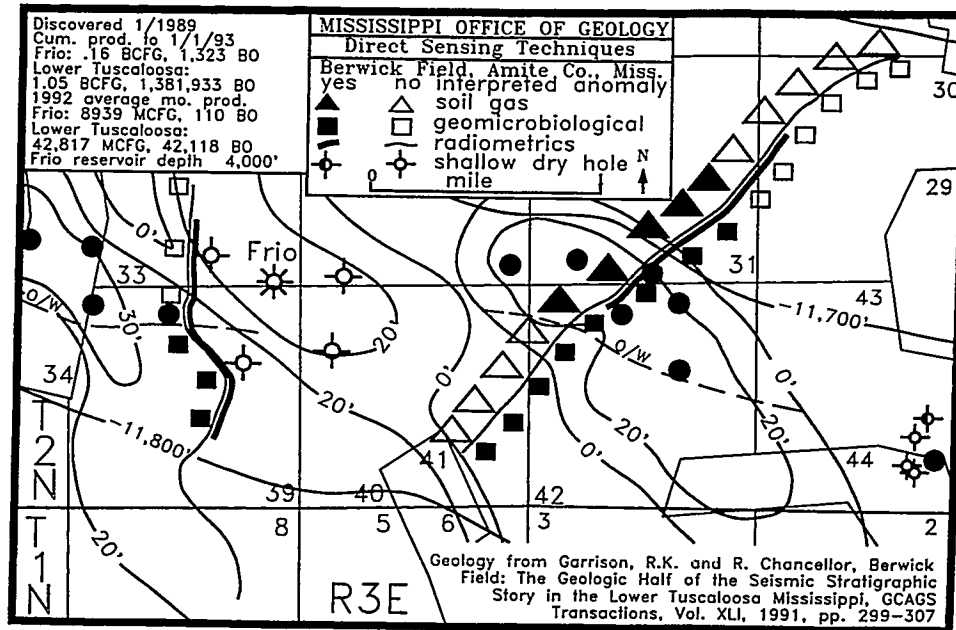 Discovered 1/1989
Cum. prod. to 1/1/93
Frio: .16 BCFG, 1,323 BO
Lower Tuscaloosa:
1.05 BCFG, 1,381,933 BO
1992 average mo. prod.
Frio: 8939 MCFG, 110 BO
Lower Tuscaloosa:
42,817 MCFG, 42,118 BO
Frio reservoir depth 4,000'
MISSISSIPPI OFFICE OF GEOLOGY
Direct Sensing Techniques
Berwick Field, Amite Co., Miss.
yes no interpreted anomaly
soil gas
geomicrobiological
radiometrics
shallow dry hole
N
0 mile
30
29
0'
Frio
33
31
43
o/w
30'
-11,700'
20'
0'
o/w
0'
34
20'
20'
-11,800'
0'
20'
41
44
T2N
39
40
42
20'
8
5
6
3
2
T1N
R3E
Geology from Garrison, R.K. and R. Chancellor, Berwick
Field: The Geologic Half of the Seismic Stratigraphic
Story in the Lower Tuscaloosa Mississippi, GCAGS
Transactions, Vol. XLI, 1991, pp. 299-307